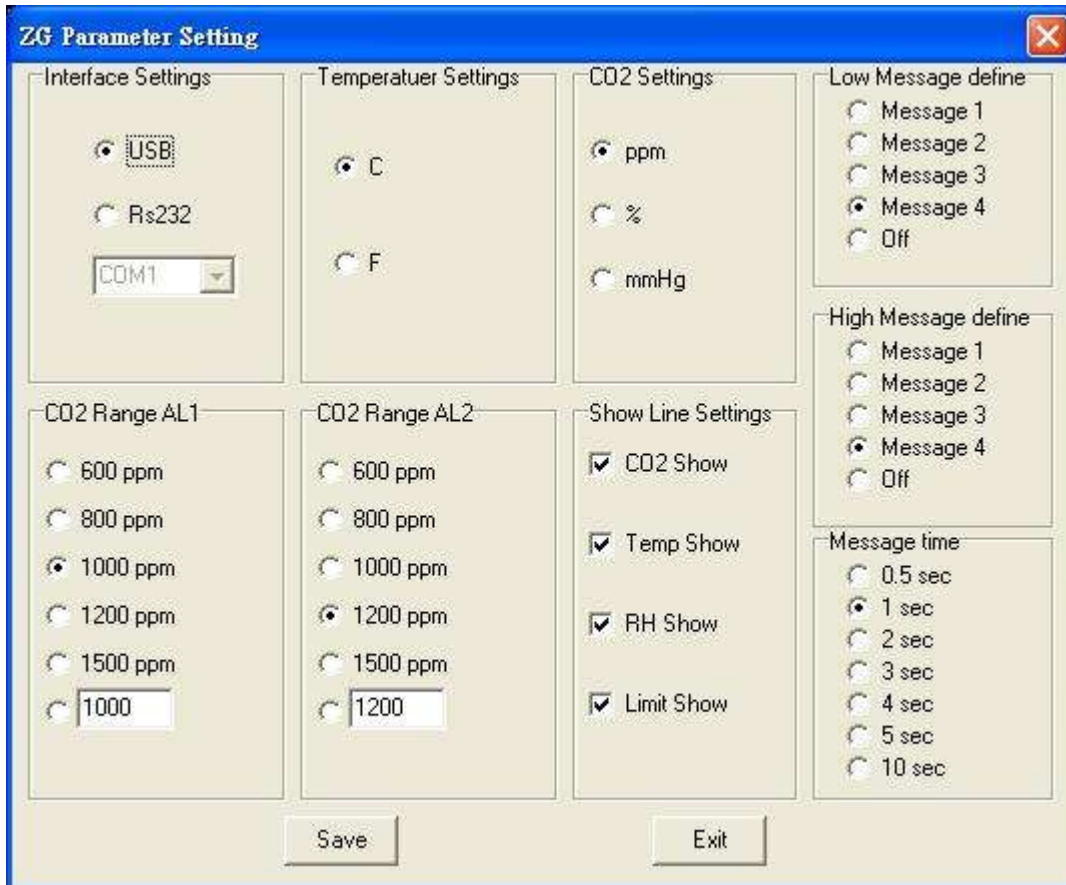 ZG Parameter Setting
Interface Settings
USB
Rs232
COM1
Temperatuer Settings
C
F
CO2 Settings
ppm
%
mmHg
Low Message define
Message 1
Message 2
Message 3
Message 4
Off
High Message define
Message 1
Message 2
Message 3
Message 4
Off
CO2 Range AL1
600 ppm
800 ppm
1000 ppm
1200 ppm
1500 ppm
1000
CO2 Range AL2
600 ppm
800 ppm
1000 ppm
1200 ppm
1500 ppm
1200
Show Line Settings
CO2 Show
Temp Show
RH Show
Limit Show
Message time
0.5 sec
1 sec
2 sec
3 sec
4 sec
5 sec
10 sec
Save
Exit